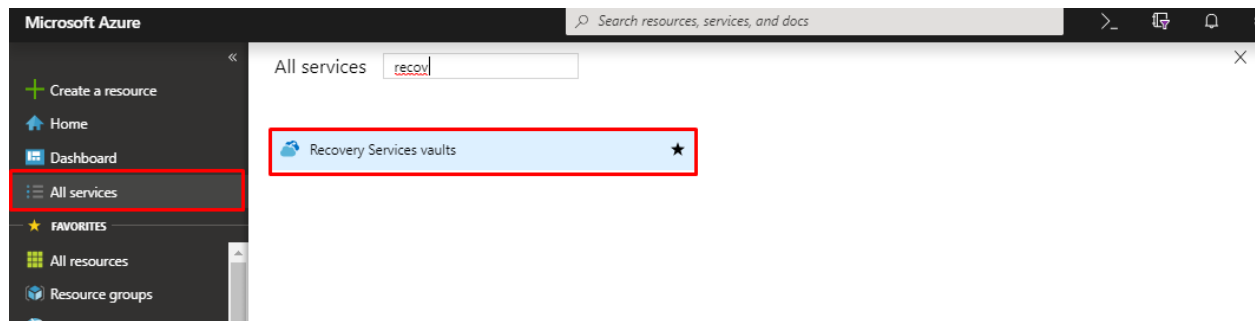 Microsoft Azure
Search resources, services, and docs
All services
recov
Create a resource
Home
Dashboard
All services
FAVORITES
All resources
Resource groups
Recovery Services vaults